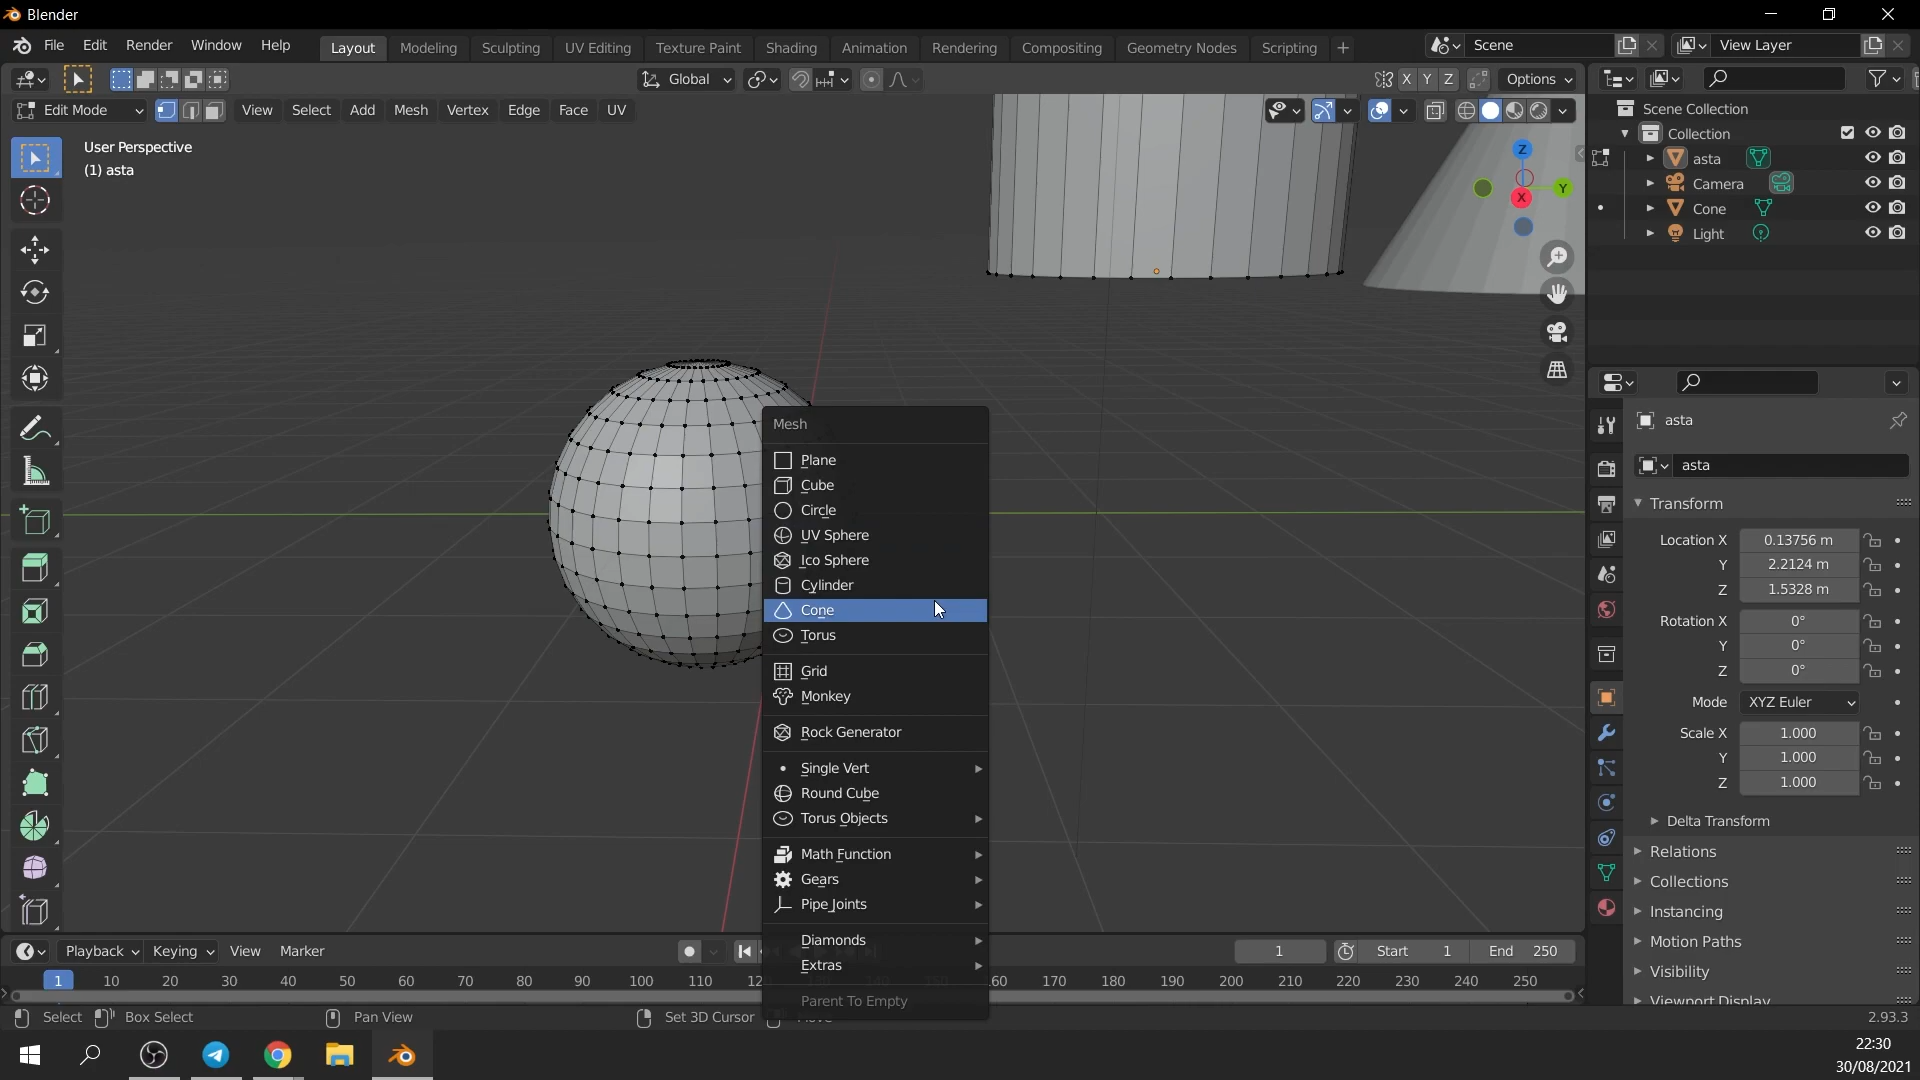 Blender
File Edit Render Window Help Layout Modeling Sculpting UV Editing Texture Paint Shading Animation Rendering Compositing Geometry Nodes Scripting + Scene View Layer
Global X Y Z Options
Edit Mode View Select Add Mesh Vertex Edge Face UV
User Perspective
(1) asta
Z
Y
X
Mesh
Plane
Cube
Circle
UV Sphere
Ico Sphere
Cylinder
Cone
Torus
Grid
Monkey
Rock Generator
Single Vert
Round Cube
Torus Objects
Math Function
Gears
Pipe Joints
Diamonds
Extras
Parent To Empty
Scene Collection
Collection
asta
Camera
Cone
Light
asta
asta
Transform
Location X 0.13756 m
Y 2.2124 m
Z 1.5328 m
Rotation X 0°
Y 0°
Z 0°
Mode XYZ Euler
Scale X 1.000
Y 1.000
Z 1.000
Delta Transform
Relations
Collections
Instancing
Motion Paths
Visibility
Viewport Display
Playback Keying View Marker 1 Start 1 End 250
1 10 20 30 40 50 60 70 80 90 100 110 170 180 190 200 210 220 230 240 250
Select Box Select Pan View Set 3D Cursor 2.93.3
22:30
30/08/2021